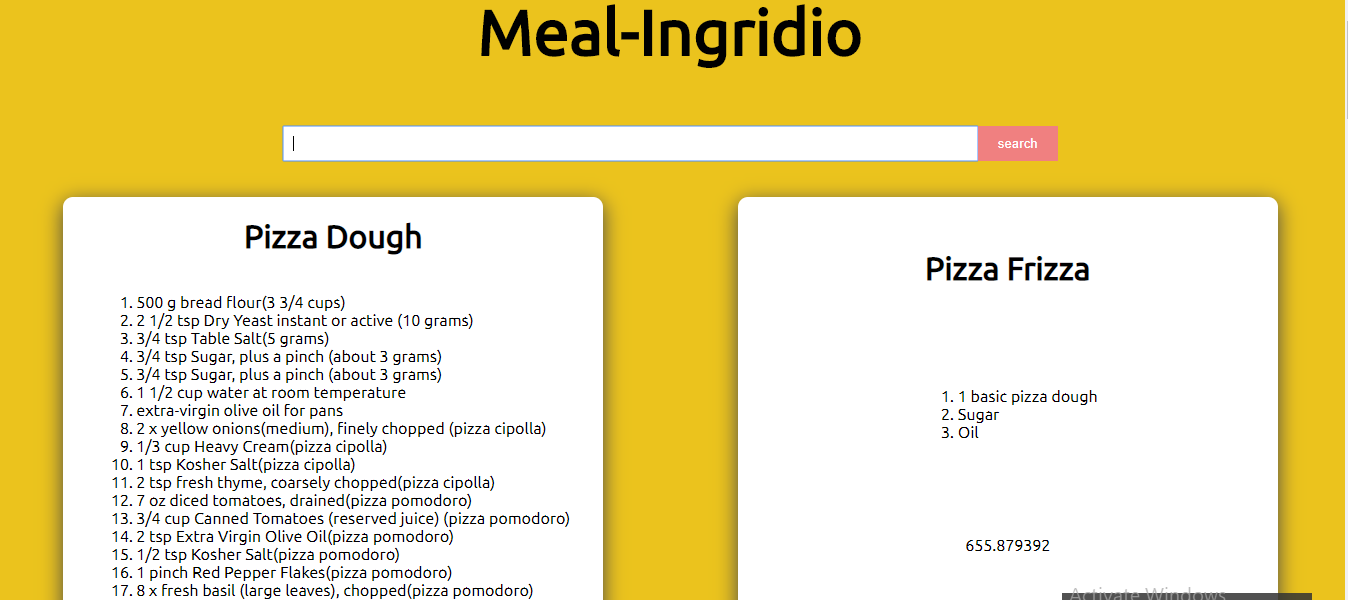 Meal-Ingridio
search
Pizza Dough
1. 500 g bread flour(3 3/4 cups)
2. 2 1/2 tsp Dry Yeast instant or active (10 grams)
3. 3/4 tsp Table Salt(5 grams)
4. 3/4 tsp Sugar, plus a pinch (about 3 grams)
5. 3/4 tsp Sugar, plus a pinch (about 3 grams)
6. 1 1/2 cup water at room temperature
7. extra-virgin olive oil for pans
8. 2 x yellow onions(medium), finely chopped (pizza cipolla)
9. 1/3 cup Heavy Cream(pizza cipolla)
10. 1 tsp Kosher Salt(pizza cipolla)
11. 2 tsp fresh thyme, coarsely chopped(pizza cipolla)
12. 7 oz diced tomatoes, drained(pizza pomodoro)
13. 3/4 cup Canned Tomatoes (reserved juice) (pizza pomodoro)
14. 2 tsp Extra Virgin Olive Oil(pizza pomodoro)
15. 1/2 tsp Kosher Salt(pizza pomodoro)
16. 1 pinch Red Pepper Flakes(pizza pomodoro)
17. 8 x fresh basil (large leaves), chopped(pizza pomodoro)
Pizza Frizza
1. 1 basic pizza dough
2. Sugar
3. Oil
655.879392
Activate Windows